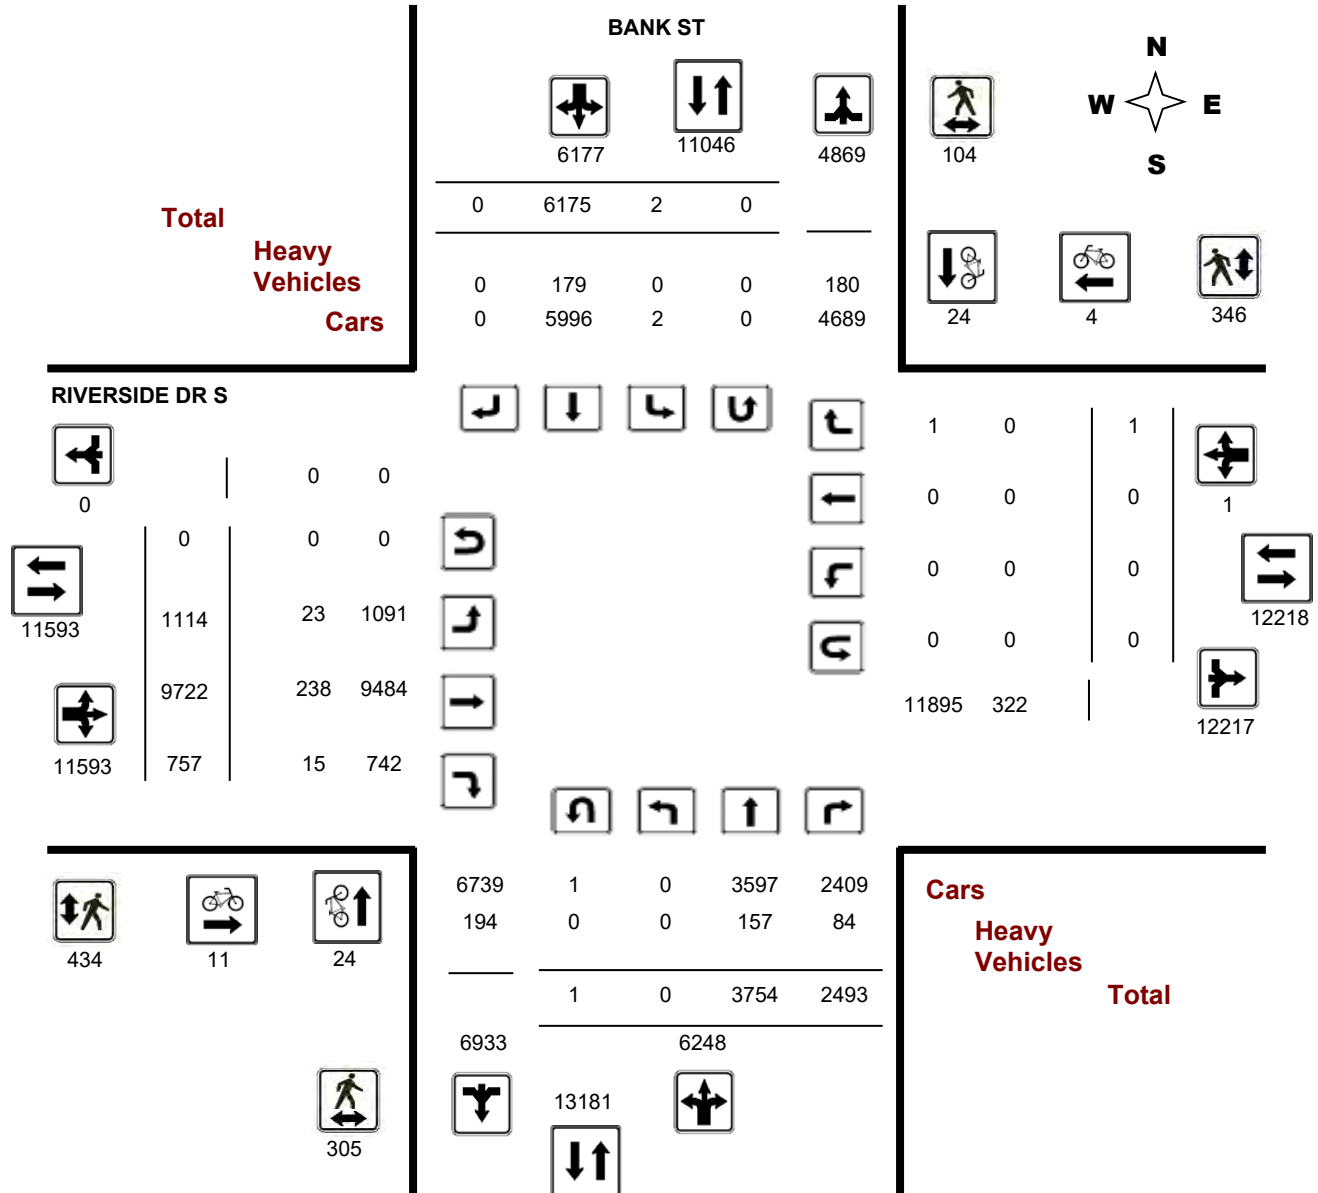 BANK ST
N
W E
S
6177 11046 4869 104
0 6175 2 0
Total
Heavy
Vehicles
0 179 0 0 180
Cars
0 5996 2 0 4689
24 4 346
RIVERSIDE DR S
1 0 1
0 0
0
0 0 0
1
0
0 0
0 0 0
11593
1114
23 1091
12218
0 0 0
9722
238 9484
11895 322
12217
11593
757
15 742
6739 1 0 3597 2409
Cars
194 0 0 157 84
Heavy
Vehicles
434 11 24
1 0 3754 2493
Total
6933 6248
13181
305